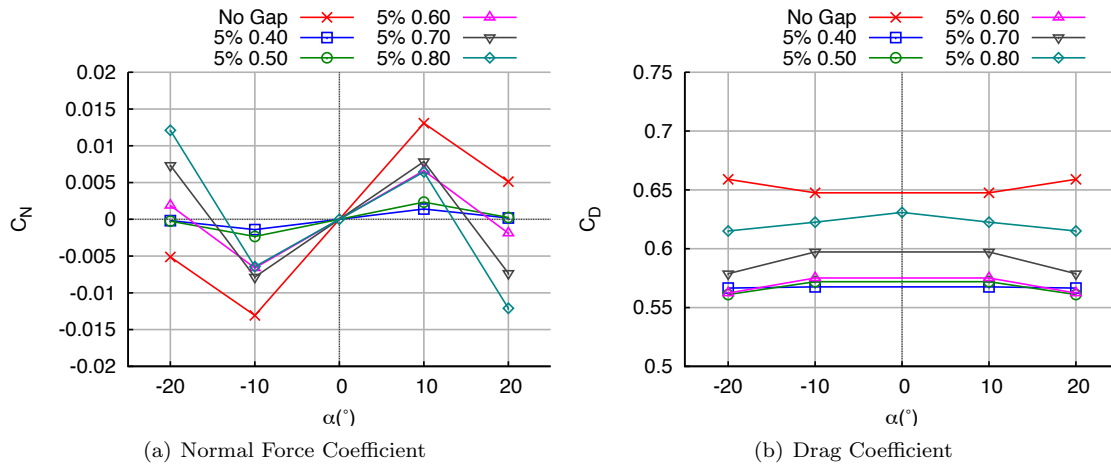 No Gap
5% 0.40
5% 0.50
5% 0.60
5% 0.70
5% 0.80
0.02
0.015
0.01
0.005
0
-0.005
-0.01
-0.015
-0.02
C_N
-20 -10 0 10 20
α(°)
(a) Normal Force Coefficient
No Gap
5% 0.40
5% 0.50
5% 0.60
5% 0.70
5% 0.80
0.75
0.7
0.65
0.6
0.55
0.5
C_D
-20 -10 0 10 20
α(°)
(b) Drag Coefficient